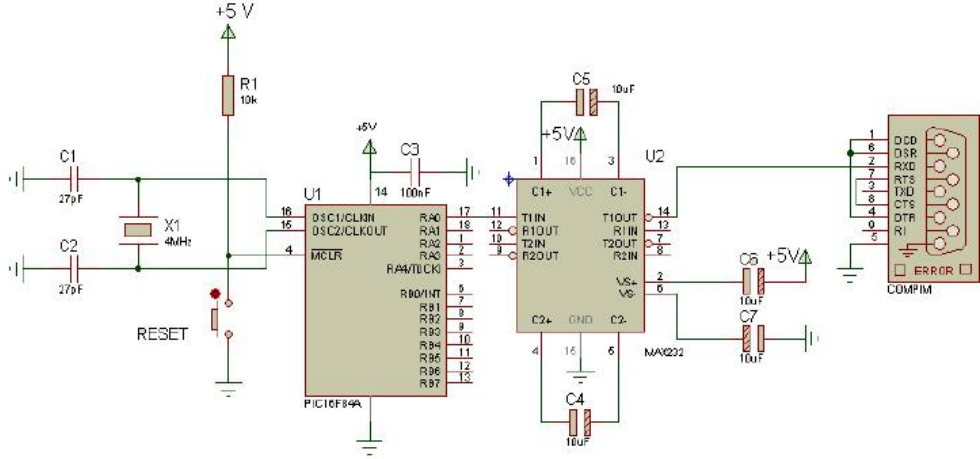 +5 V
R1
10k
C1
27pF
X1
4MHz
C2
27pF
RESET
+5V
C3
100nF
14
U1
16 OSC1/CLKIN
15 OSC2/CLKOUT
4 MCLR
RA0 17
RA1 18
RA2 1
RA3 2
RA4/T0CKI 3
RB0/INT 6
RB1 7
RB2 8
RB3 9
RB4 10
RB5 11
RB6 12
RB7 13
PIC16F84A
C5
10uF
+5V
1 16 3
U2
C1+ VCC C1-
11 T1IN
12 R1OUT
10 T2IN
9 R2OUT
T1OUT 14
R1IN 13
T2OUT 7
R2IN 8
VS+ 2
VS- 6
C2+ GND C2-
4 15 5
MAX232
C4
10uF
C6
10uF
+5V
C7
10uF
1 DCD
6 DSR
2 RXD
7 RTS
3 TXD
8 CTS
4 DTR
9 RI
5
ERROR
COMPIM